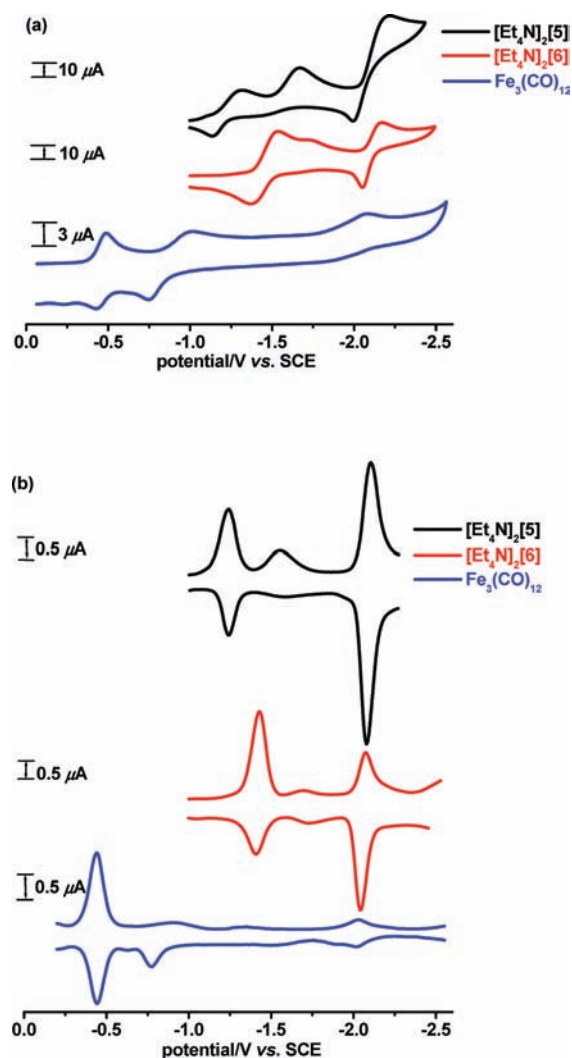 (a)
[Et₄N]₂[5]
[Et₄N]₂[6]
Fe₃(CO)₁₂
10 μA
10 μA
3 μA
0.0 -0.5 -1.0 -1.5 -2.0 -2.5
potential/V vs. SCE
(b)
[Et₄N]₂[5]
[Et₄N]₂[6]
Fe₃(CO)₁₂
0.5 μA
0.5 μA
0.5 μA
0.0 -0.5 -1.0 -1.5 -2.0 -2.5
potential/V vs. SCE